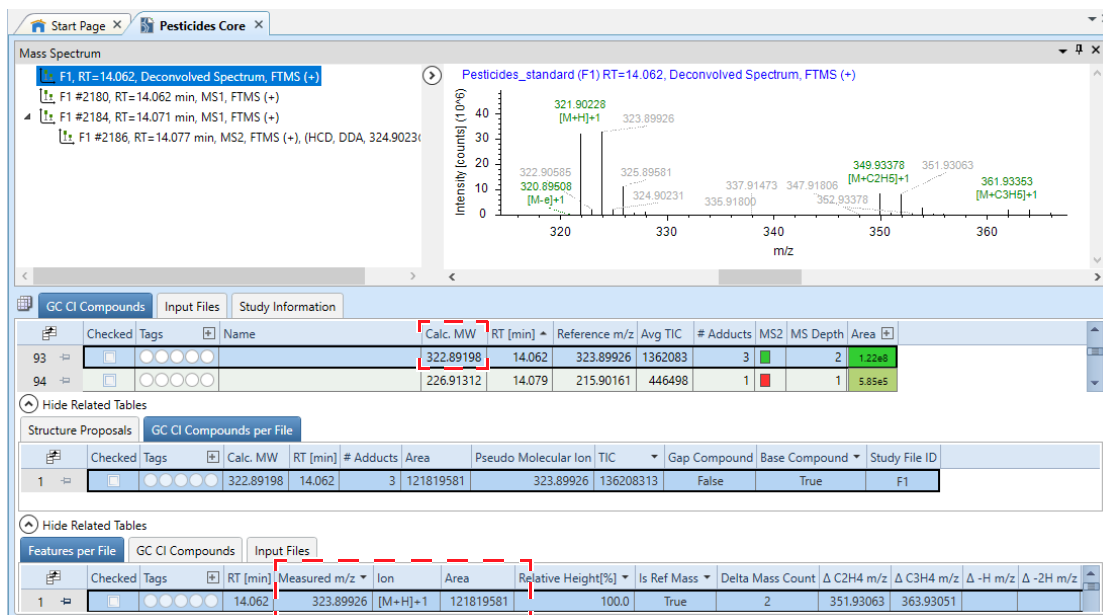 Start Page × Pesticides Core ×
Mass Spectrum
F1, RT=14.062, Deconvolved Spectrum, FTMS (+)
F1 #2180, RT=14.062 min, MS1, FTMS (+)
F1 #2184, RT=14.071 min, MS1, FTMS (+)
F1 #2186, RT=14.077 min, MS2, FTMS (+), (HCD, DDA, 324.9023
Pesticides_standard (F1) RT=14.062, Deconvolved Spectrum, FTMS (+)
Intensity [counts] (10^6)
40
30
20
10
0
321.90228
[M+H]+1
323.89926
322.90585
320.89508
[M-e]+1
325.89581
324.90231
335.91800
337.91473
347.91806
349.93378
[M+C2H5]+1
351.93063
352.93378
361.93353
[M+C3H5]+1
320 330 340 350 360
m/z
GC CI Compounds Input Files Study Information
Checked Tags Name Calc. MW RT [min] Reference m/z Avg TIC # Adducts MS2 MS Depth Area
93 322.89198 14.062 323.89926 1362083 3 2 1.22e8
94 226.91312 14.079 215.90161 446498 1 1 5.85e5
Hide Related Tables
Structure Proposals GC CI Compounds per File
Checked Tags Calc. MW RT [min] # Adducts Area Pseudo Molecular Ion TIC Gap Compound Base Compound Study File ID
1 322.89198 14.062 3 121819581 323.89926 136208313 False True F1
Hide Related Tables
Features per File GC CI Compounds Input Files
Checked Tags RT [min] Measured m/z Ion Area Relative Height[%] Is Ref Mass Delta Mass Count Δ C2H4 m/z Δ C3H4 m/z Δ -H m/z Δ -2H m/z
1 14.062 323.89926 [M+H]+1 121819581 100.0 True 2 351.93063 363.93051